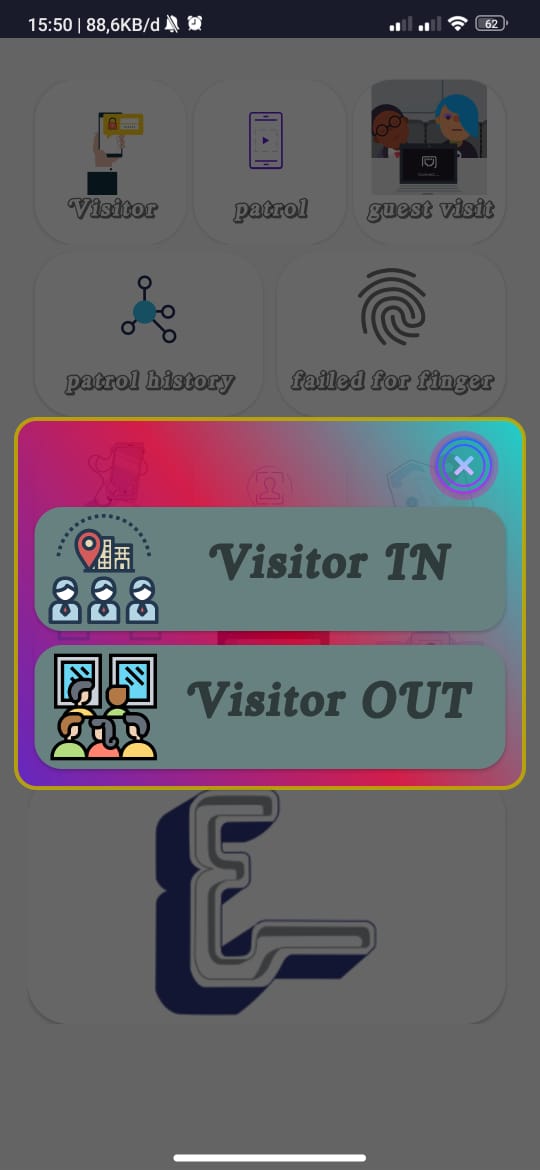 15:50 | 88,6KB/d
62
Visitor
patrol
guest visit
patrol history
failed for finger
Visitor IN
Visitor OUT